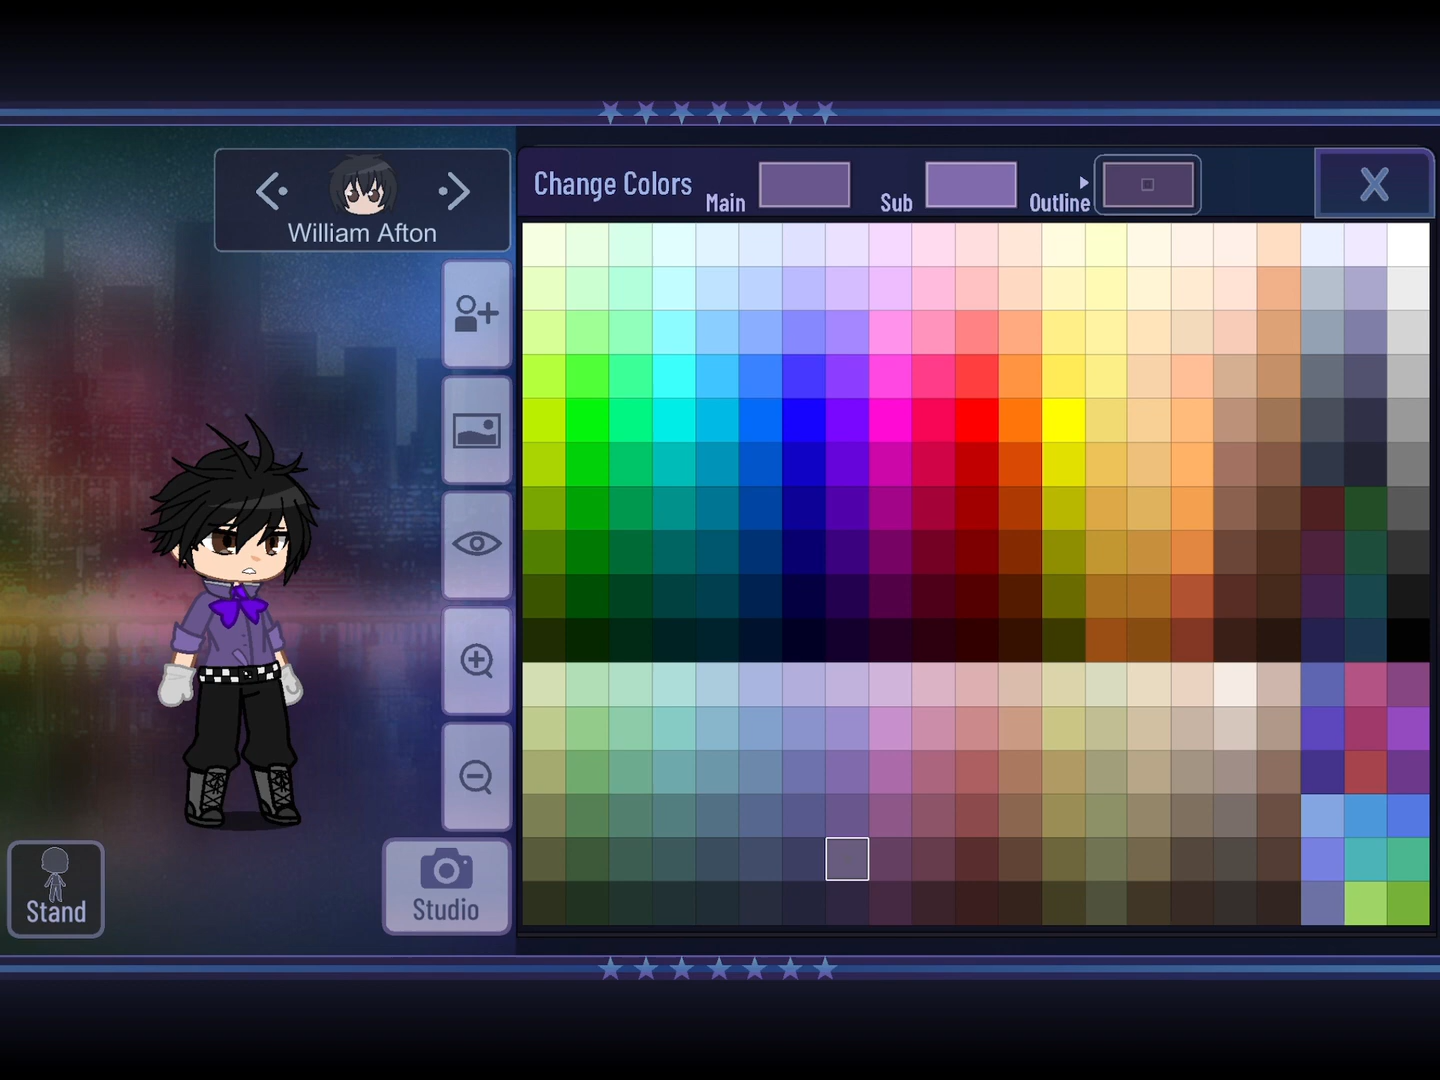 William Afton
Change Colors
Main
Sub
Outline
X
Stand
Studio